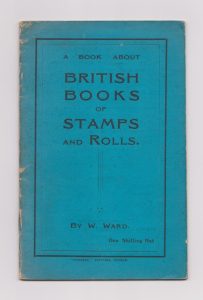 A BOOK ABOUT
BRITISH
BOOKS
OF
STAMPS
AND ROLLS.
BY W. WARD.
One Shilling Net